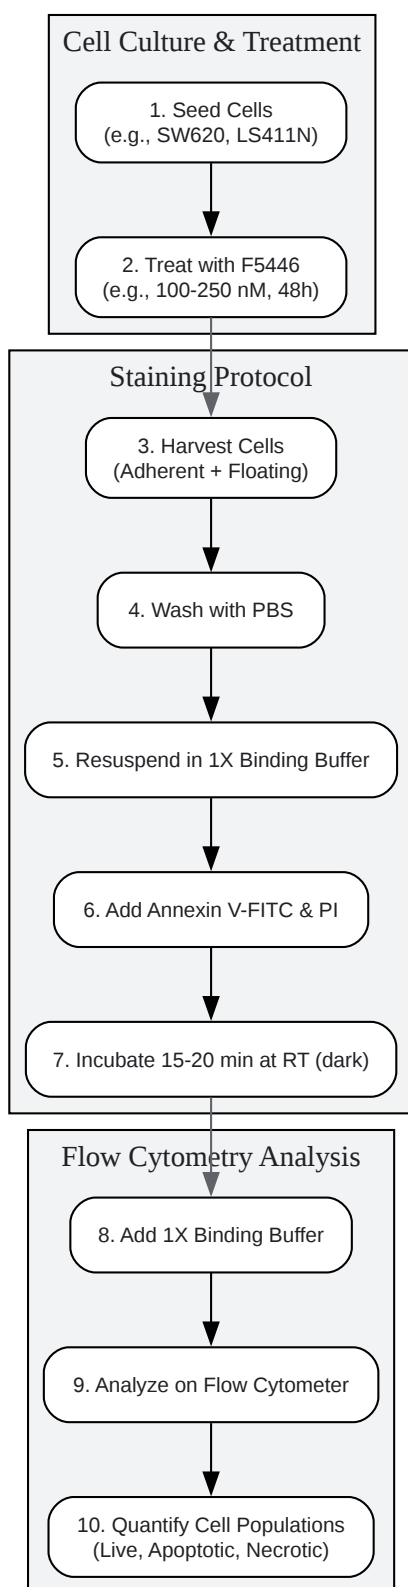 Cell Culture & Treatment
1. Seed Cells
(e.g., SW620, LS411N)
2. Treat with F5446
(e.g., 100-250 nM, 48h)
Staining Protocol
3. Harvest Cells
(Adherent + Floating)
4. Wash with PBS
5. Resuspend in 1X Binding Buffer
6. Add Annexin V-FITC & PI
7. Incubate 15-20 min at RT (dark)
Flow Cytometry Analysis
8. Add 1X Binding Buffer
9. Analyze on Flow Cytometer
10. Quantify Cell Populations
(Live, Apoptotic, Necrotic)